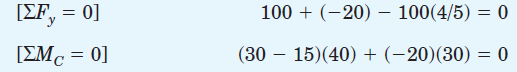 [ΣF_y = 0] 100 + (−20) − 100(4/5) = 0
[ΣM_C = 0] (30 − 15)(40) + (−20)(30) = 0